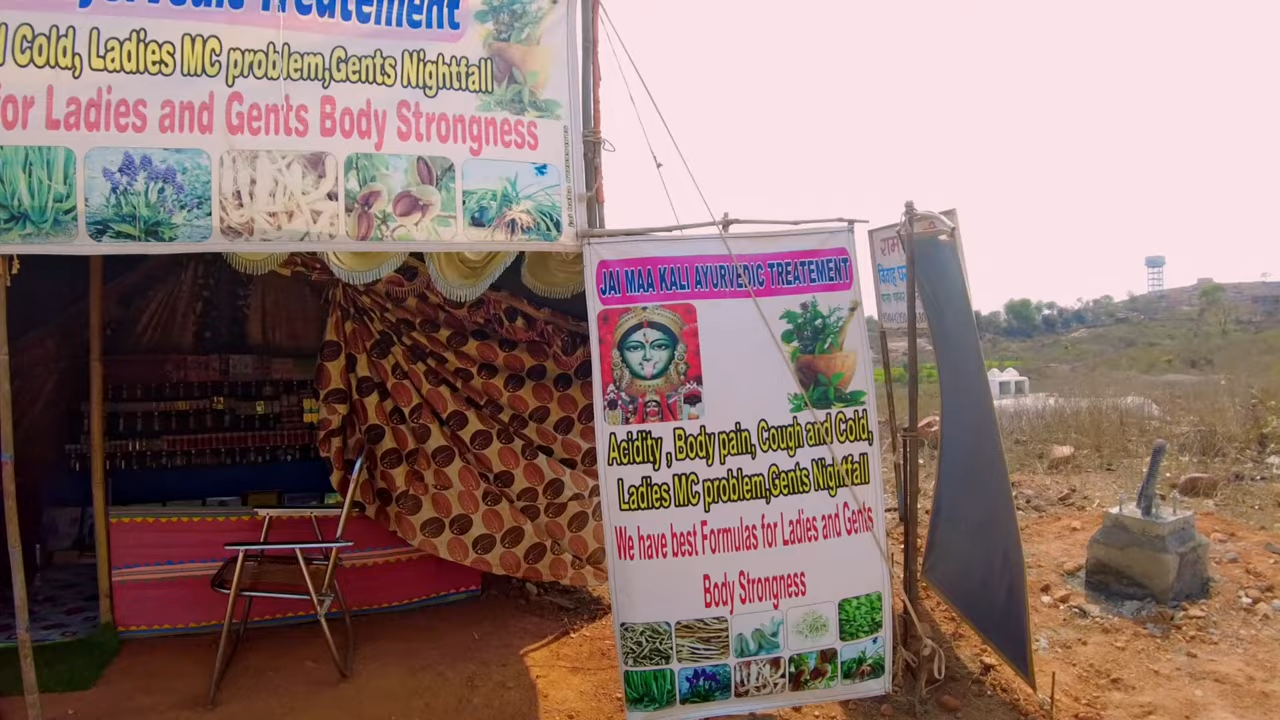 Treatement
Cold, Ladies MC problem,Gents Nightfall
for Ladies and Gents Body Strongness
JAI MAA KALI AYURVEDIC TREATEMENT
Acidity , Body pain, Cough and Cold,
Ladies MC problem,Gents Nightfall
We have best Formulas for Ladies and Gents
Body Strongness